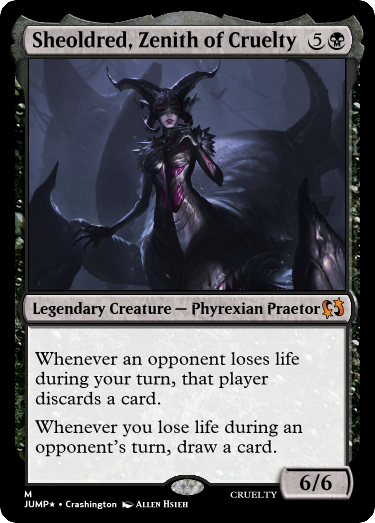 Sheoldred, Zenith of Cruelty 5
Legendary Creature — Phyrexian Praetor
Whenever an opponent loses life
during your turn, that player
discards a card.
Whenever you lose life during an
opponent's turn, draw a card.
6/6
M
JUMP★ • Crashington Allen Hsieh
CRUELTY